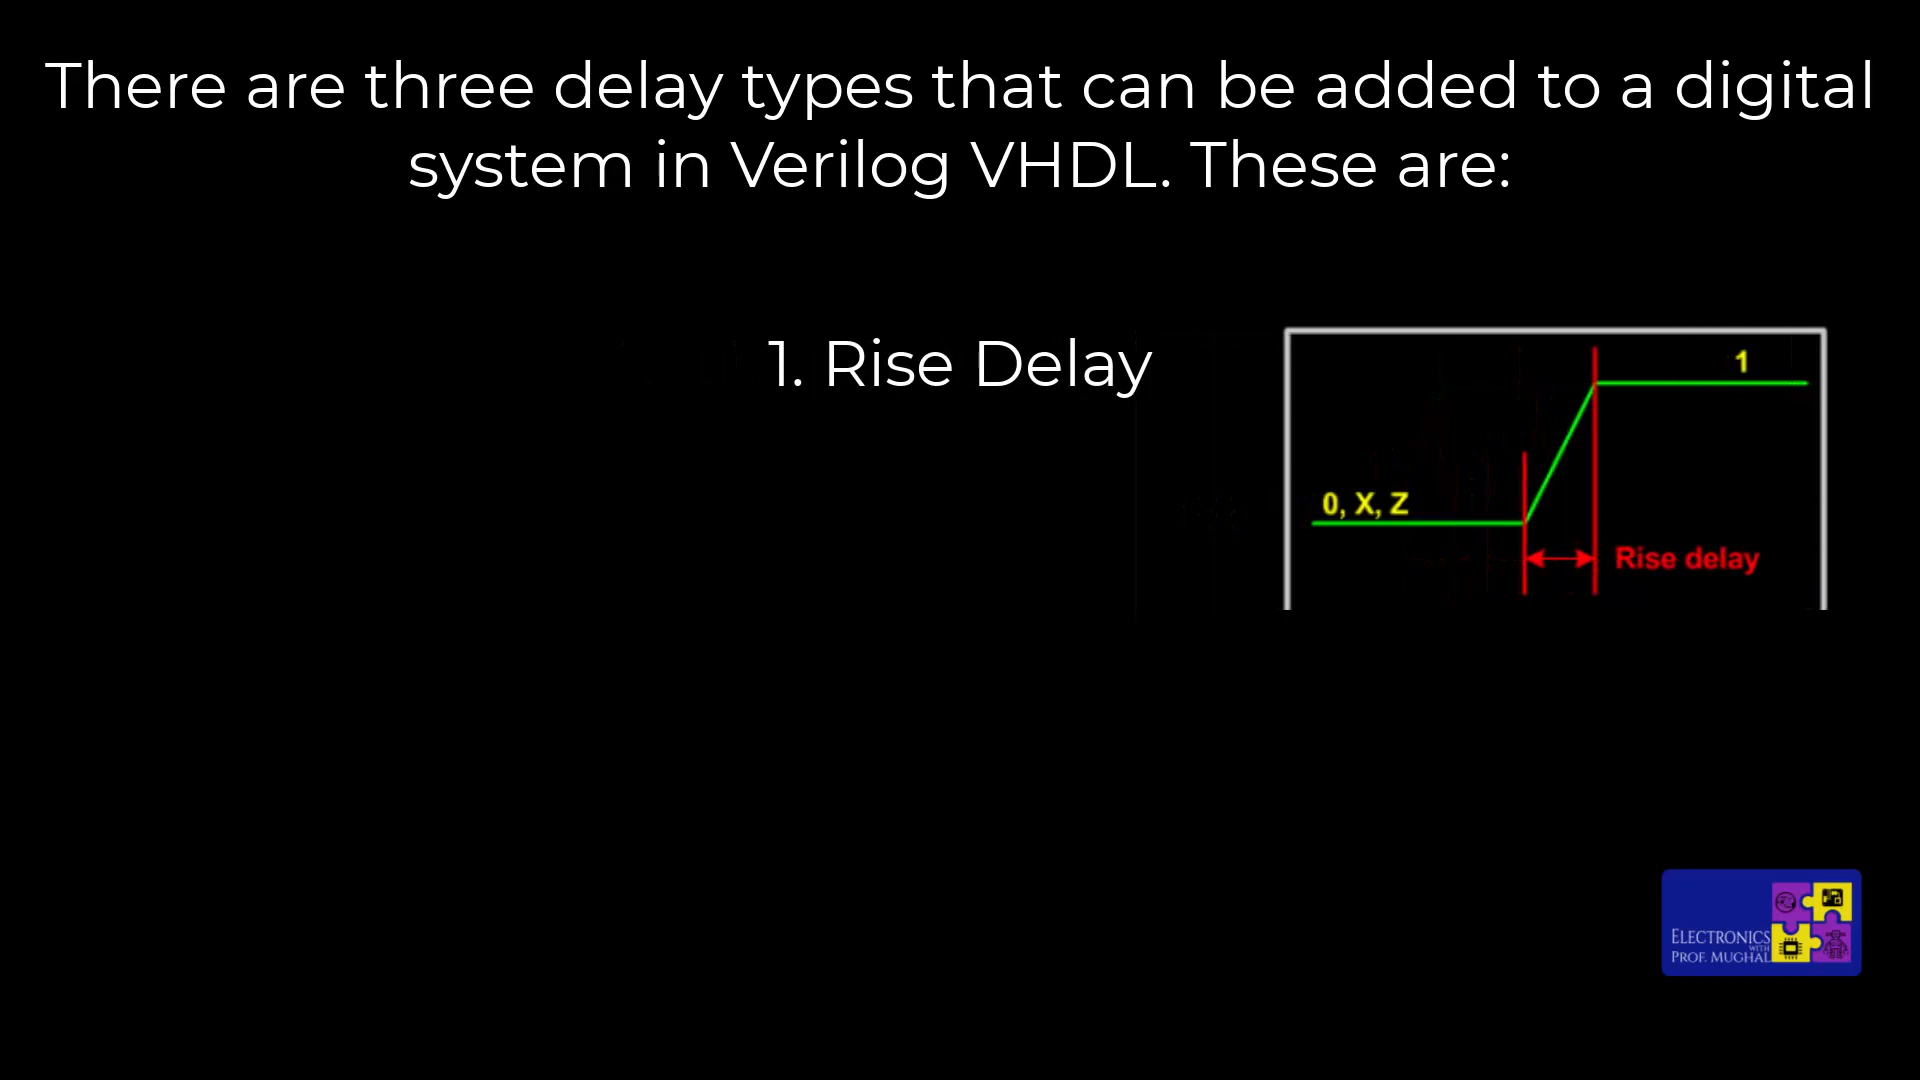 There are three delay types that can be added to a digital
system in Verilog VHDL. These are:
1. Rise Delay
1
0, X, Z
Rise delay
ELECTRONICS
WITH
PROF. MUGHAL